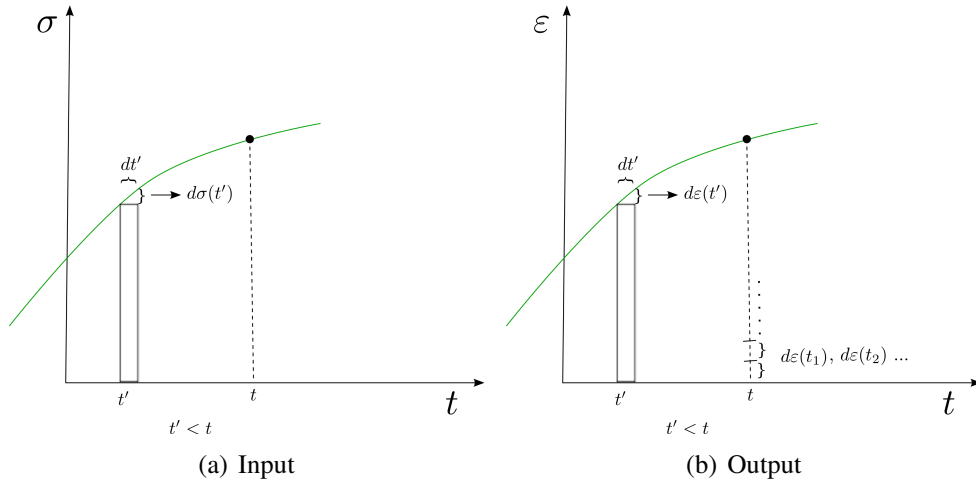 σ
dt′
dσ(t′)
t′
t
t
t′ < t
(a) Input
ε
dt′
dε(t′)
dε(t₁), dε(t₂) ...
t′
t
t
t′ < t
(b) Output